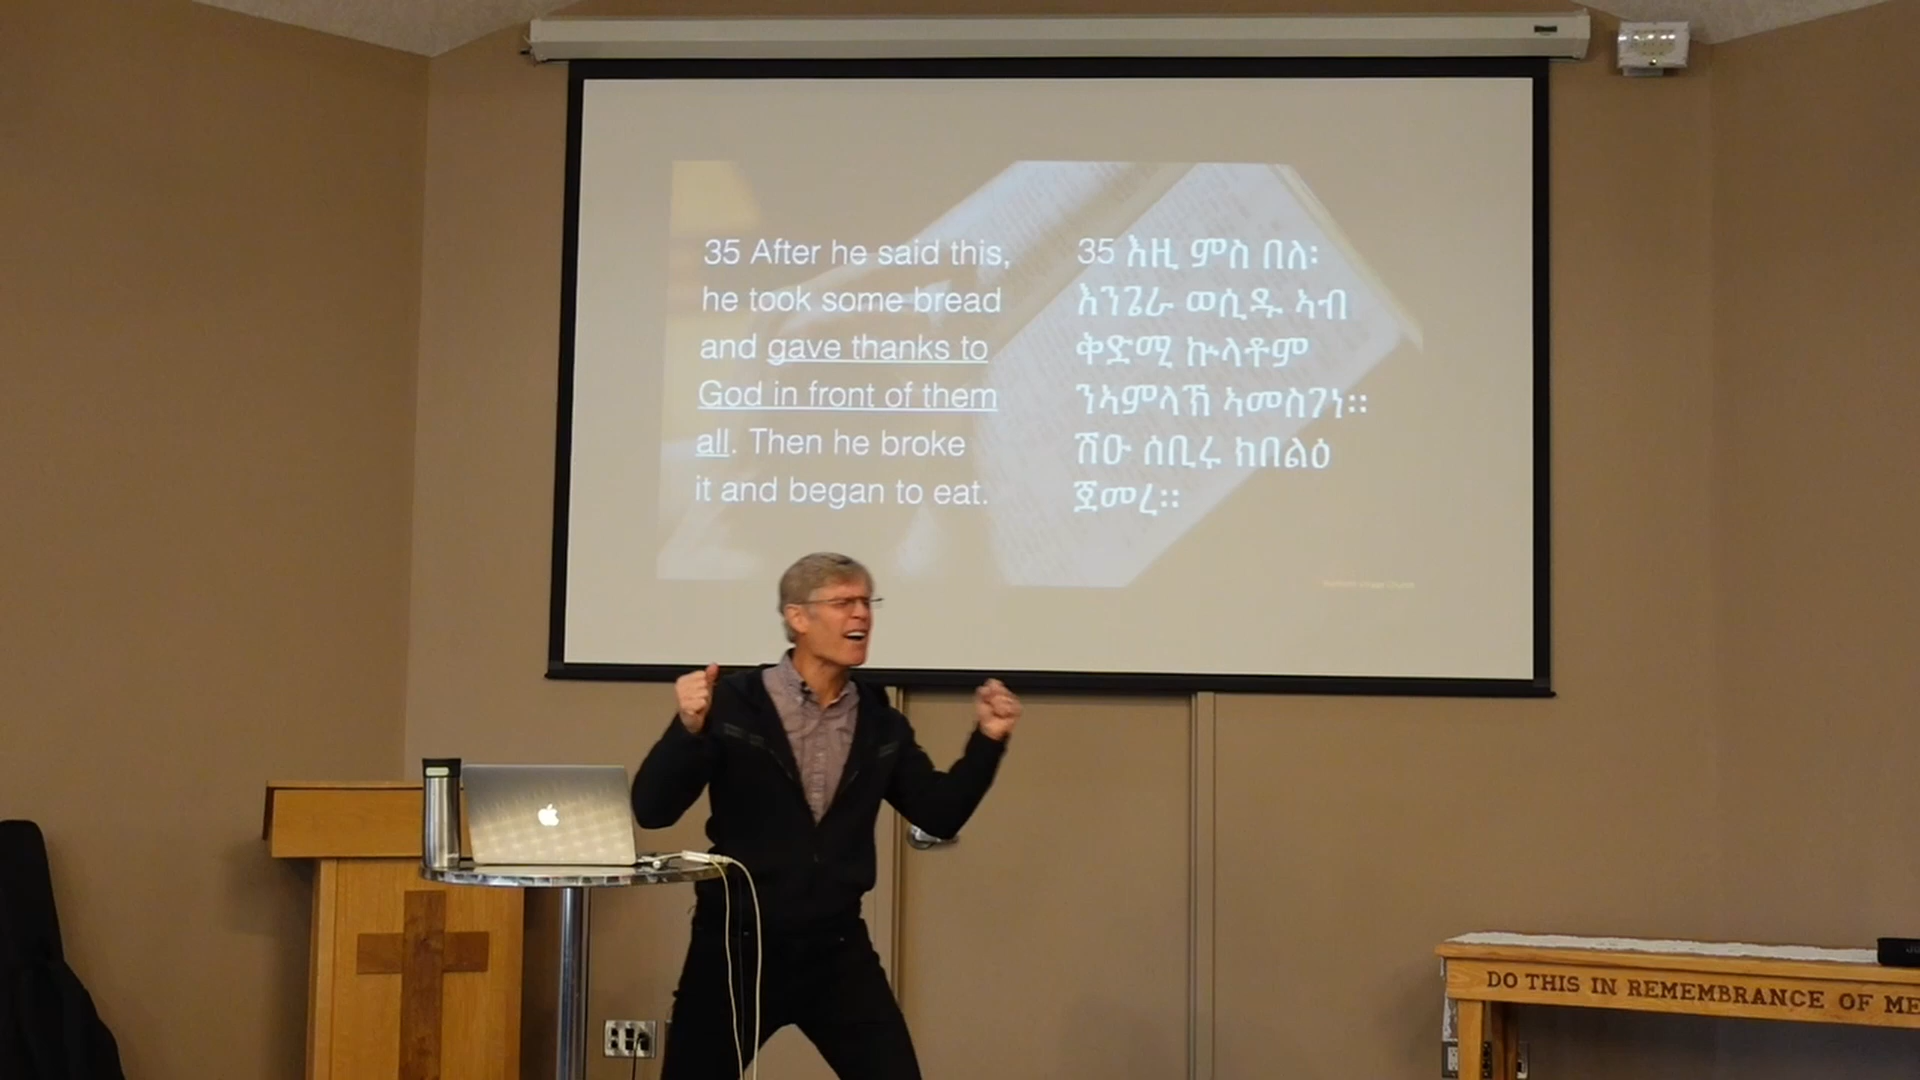 35 After he said this,
he took some bread
and gave thanks to
God in front of them
all. Then he broke
it and began to eat.
35 እዚ ምስ በለ፡
እንጌራ ወሲዱ ኣብ
ቅድሚ ኵላቶም
ንኣምላኽ ኣመስገነ።
ሽዑ ሰቢሩ ክበልዕ
ጀመረ።
DO THIS IN REMEMBRANCE OF ME